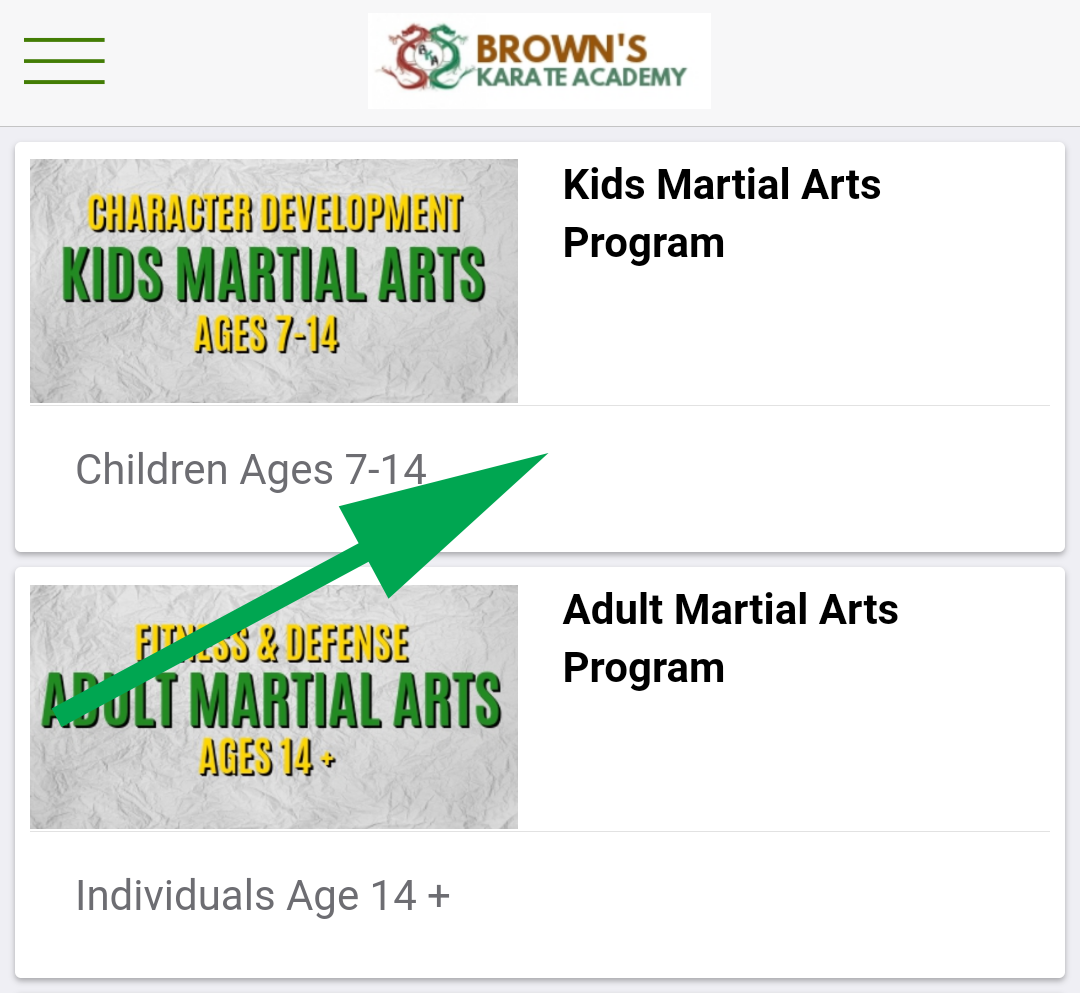 BKA
BROWN'S
KARATE ACADEMY
CHARACTER DEVELOPMENT
KIDS MARTIAL ARTS
AGES 7-14
Kids Martial Arts
Program
Children Ages 7-14
FITNESS & DEFENSE
ADULT MARTIAL ARTS
AGES 14 +
Adult Martial Arts
Program
Individuals Age 14 +